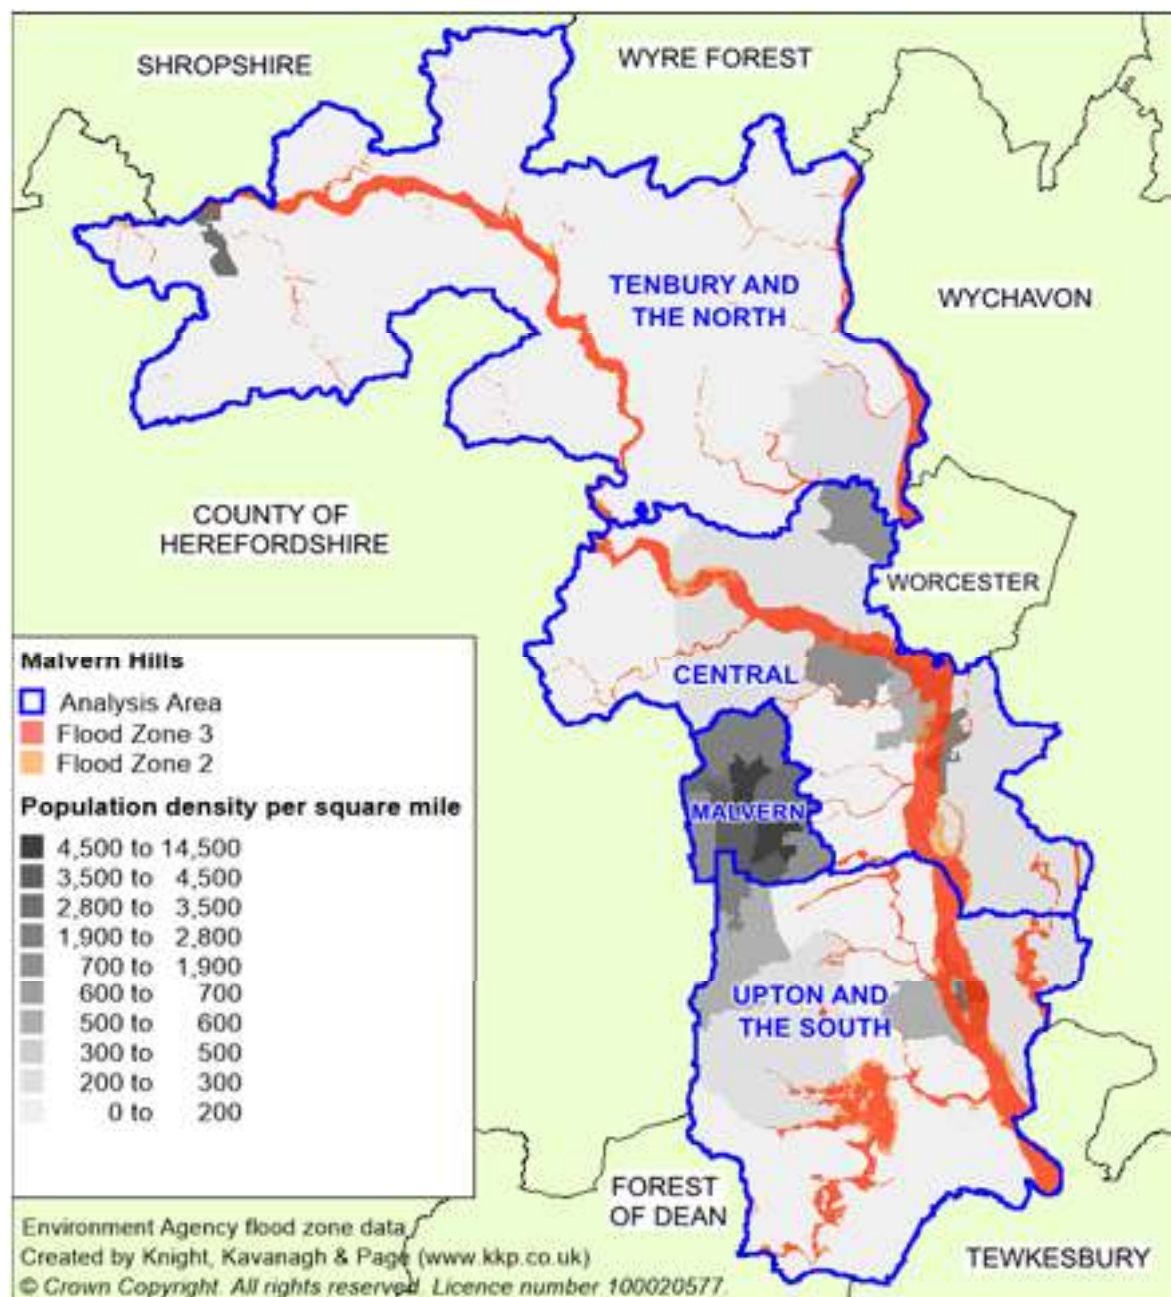 SHROPSHIRE
WYRE FOREST
TENBURY AND
THE NORTH
WYCHAVON
COUNTY OF
HEREFORDSHIRE
WORCESTER
CENTRAL
MALVERN
UPTON AND
THE SOUTH
FOREST
OF DEAN
TEWKESBURY
Malvern Hills
Analysis Area
Flood Zone 3
Flood Zone 2
Population density per square mile
4,500 to 14,500
3,500 to 4,500
2,800 to 3,500
1,900 to 2,800
700 to 1,900
600 to 700
500 to 600
300 to 500
200 to 300
0 to 200
Environment Agency flood zone data
Created by Knight, Kavanagh & Page (www.kkp.co.uk)
© Crown Copyright. All rights reserved. Licence number 100020577.